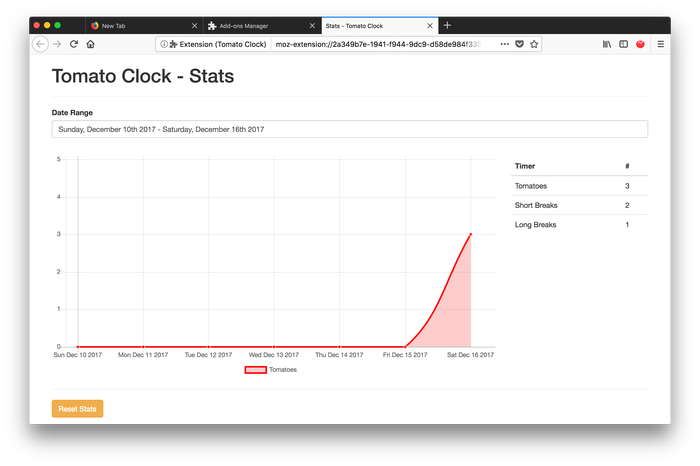 New Tab
Add-ons Manager
Stats - Tomato Clock
Extension (Tomato Clock)
moz-extension://2a349b7e-1941-f944-9dc9-d58de984f33
Tomato Clock - Stats
Date Range
Sunday, December 10th 2017 - Saturday, December 16th 2017
5
4
3
2
1
0
Sun Dec 10 2017 Mon Dec 11 2017 Tue Dec 12 2017 Wed Dec 13 2017 Thu Dec 14 2017 Fri Dec 15 2017 Sat Dec 16 2017
Tomatoes
Timer #
Tomatoes 3
Short Breaks 2
Long Breaks 1
Reset Stats